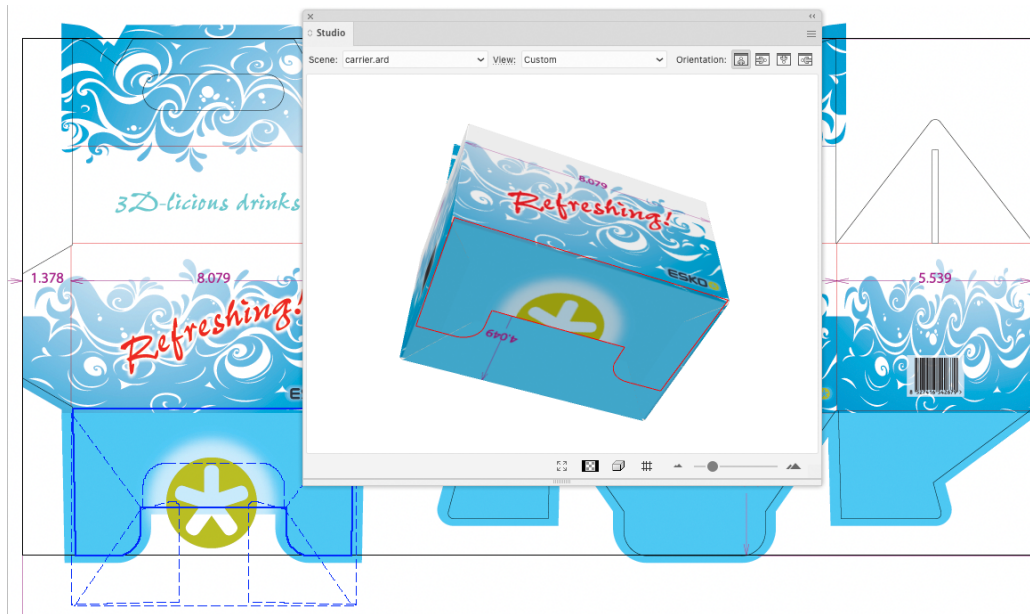 Studio
Scene: carrier.ard View: Custom Orientation:
8.079
Refreshing!
ESKO
4.049
3D-licious drinks
1.378
8.079
5.539
Refreshing!